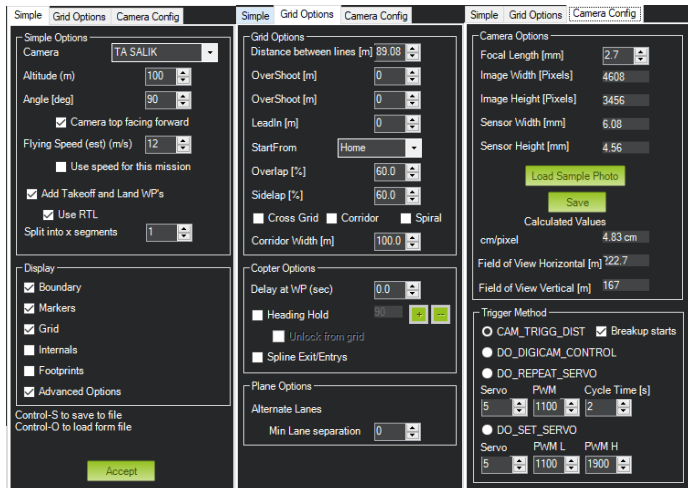 Simple Grid Options Camera Config
Simple Options
Camera TA SALIK
Altitude (m) 100
Angle [deg] 90
Camera top facing forward
Flying Speed (est) (m/s) 12
Use speed for this mission
Add Takeoff and Land WP's
Use RTL
Split into x segments 1
Display
Boundary
Markers
Grid
Internals
Footprints
Advanced Options
Control-S to save to file
Control-O to load form file
Accept
Simple Grid Options Camera Config
Grid Options
Distance between lines [m] 89.08
OverShoot [m] 0
OverShoot [m] 0
LeadIn [m] 0
StartFrom Home
Overlap [%] 60.0
Sidelap [%] 60.0
Cross Grid Corridor Spiral
Corridor Width [m] 100.0
Copter Options
Delay at WP (sec) 0.0
Heading Hold 90 + −
Unlock from grid
Spline Exit/Entrys
Plane Options
Alternate Lanes
Min Lane separation 0
Simple Grid Options Camera Config
Camera Options
Focal Length [mm] 2.7
Image Width [Pixels] 4608
Image Height [Pixels] 3456
Sensor Width [mm] 6.08
Sensor Height [mm] 4.56
Load Sample Photo
Save
Calculated Values
cm/pixel 4.83 cm
Field of View Horizontal [m] 222.7
Field of View Vertical [m] 167
Trigger Method
CAM_TRIGG_DIST Breakup starts
DO_DIGICAM_CONTROL
DO_REPEAT_SERVO
Servo PWM Cycle Time [s]
5 1100 2
DO_SET_SERVO
Servo PWM L PWM H
5 1100 1900